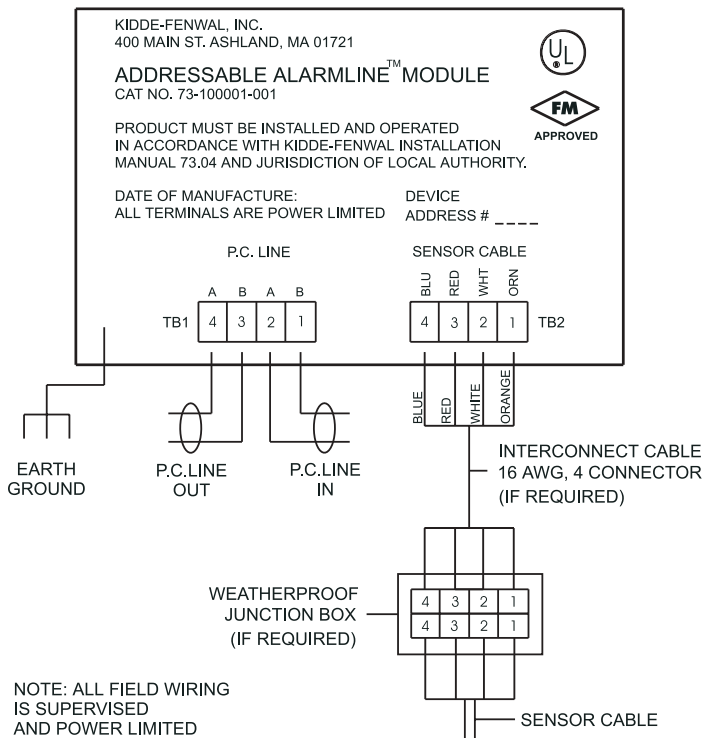 KIDDE-FENWAL, INC.
400 MAIN ST. ASHLAND, MA 01721
ADDRESSABLE ALARMLINE™ MODULE
CAT NO. 73-100001-001
UL
®
FM
APPROVED
PRODUCT MUST BE INSTALLED AND OPERATED
IN ACCORDANCE WITH KIDDE-FENWAL INSTALLATION
MANUAL 73.04 AND JURISDICTION OF LOCAL AUTHORITY.
DATE OF MANUFACTURE:
ALL TERMINALS ARE POWER LIMITED
DEVICE
ADDRESS # _ _ _ _
P.C. LINE
A B A B
TB1 4 3 2 1
SENSOR CABLE
BLU RED WHT ORN
4 3 2 1 TB2
BLUE RED WHITE ORANGE
EARTH
GROUND
P.C.LINE
OUT
P.C.LINE
IN
INTERCONNECT CABLE
16 AWG, 4 CONNECTOR
(IF REQUIRED)
WEATHERPROOF
JUNCTION BOX
(IF REQUIRED)
4 3 2 1
4 3 2 1
NOTE: ALL FIELD WIRING
IS SUPERVISED
AND POWER LIMITED
SENSOR CABLE